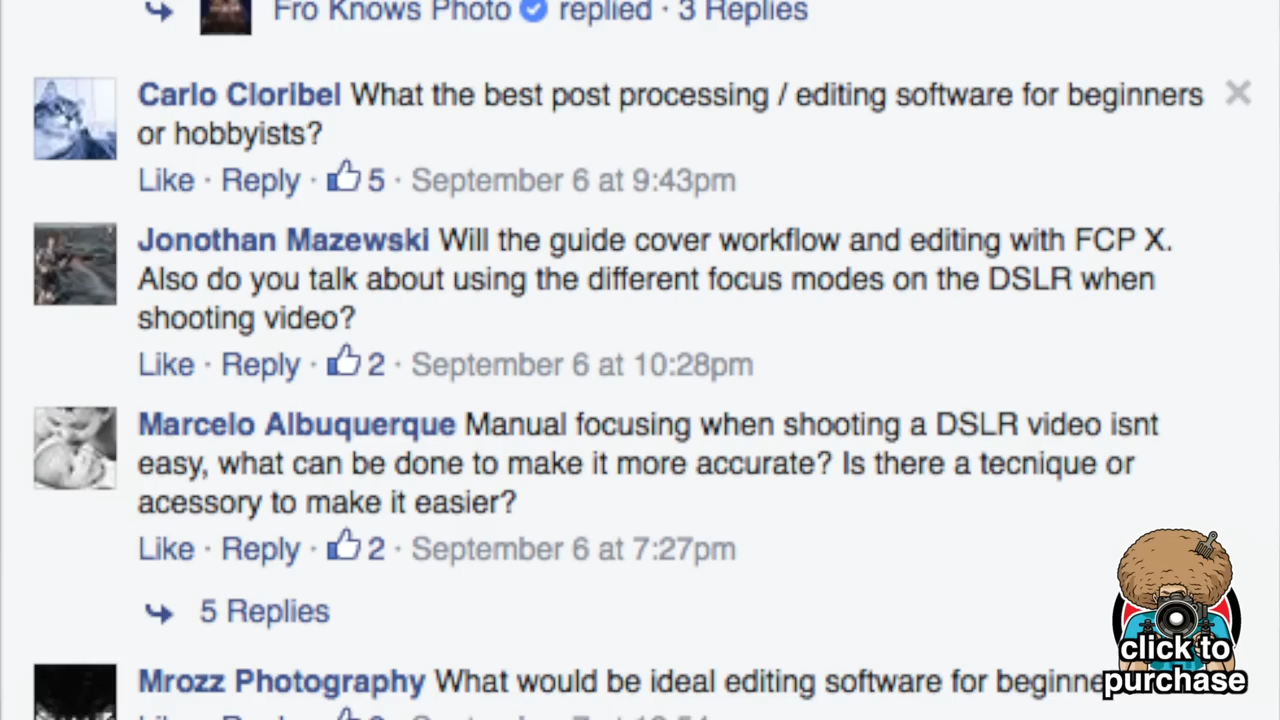 Fro Knows Photo replied · 3 Replies
Carlo Cloribel What the best post processing / editing software for beginners
or hobbyists?
Like · Reply · 5 · September 6 at 9:43pm
Jonothan Mazewski Will the guide cover workflow and editing with FCP X.
Also do you talk about using the different focus modes on the DSLR when
shooting video?
Like · Reply · 2 · September 6 at 10:28pm
Marcelo Albuquerque Manual focusing when shooting a DSLR video isnt
easy, what can be done to make it more accurate? Is there a tecnique or
acessory to make it easier?
Like · Reply · 2 · September 6 at 7:27pm
5 Replies
Mrozz Photography What would be ideal editing software for
click to
purchase